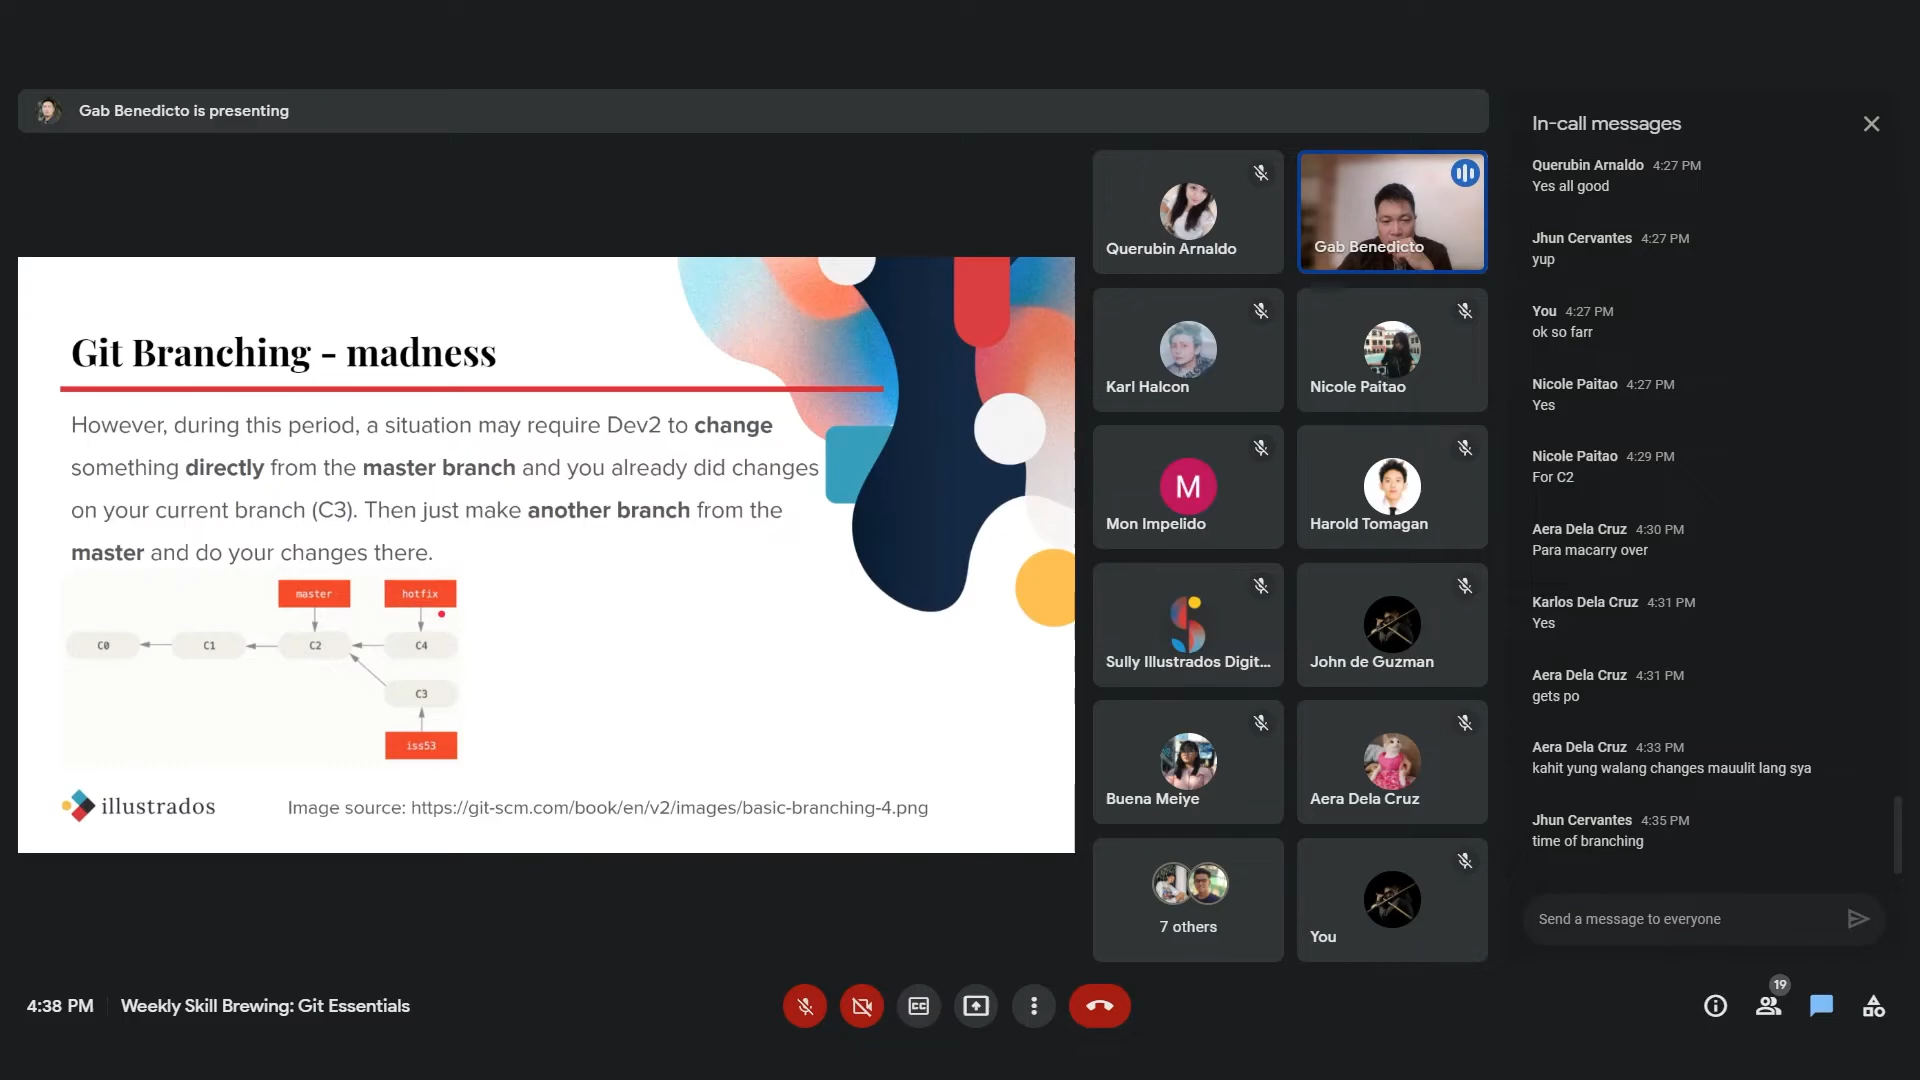 Gab Benedicto is presenting
Git Branching - madness
However, during this period, a situation may require Dev2 to change
something directly from the master branch and you already did changes
on your current branch (C3). Then just make another branch from the
master and do your changes there.
master
hotfix
C0
C1
C2
C4
C3
iss53
illustrados
Image source: https://git-scm.com/book/en/v2/images/basic-branching-4.png
Querubin Arnaldo
Gab Benedicto
Karl Halcon
Nicole Paitao
M
Mon Impelido
Harold Tomagan
Sully Illustrados Digit...
John de Guzman
Buena Meiye
Aera Dela Cruz
7 others
You
In-call messages
Querubin Arnaldo 4:27 PM
Yes all good
Jhun Cervantes 4:27 PM
yup
You 4:27 PM
ok so farr
Nicole Paitao 4:27 PM
Yes
Nicole Paitao 4:29 PM
For C2
Aera Dela Cruz 4:30 PM
Para macarry over
Karlos Dela Cruz 4:31 PM
Yes
Aera Dela Cruz 4:31 PM
gets po
Aera Dela Cruz 4:33 PM
kahit yung walang changes mauulit lang sya
Jhun Cervantes 4:35 PM
time of branching
Send a message to everyone
4:38 PM Weekly Skill Brewing: Git Essentials
CC
19